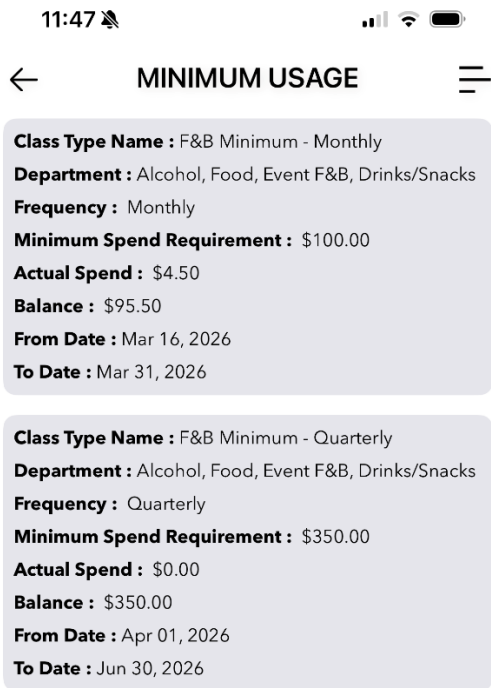 11:47
MINIMUM USAGE
Class Type Name : F&B Minimum - Monthly
Department : Alcohol, Food, Event F&B, Drinks/Snacks
Frequency : Monthly
Minimum Spend Requirement : $100.00
Actual Spend : $4.50
Balance : $95.50
From Date : Mar 16, 2026
To Date : Mar 31, 2026
Class Type Name : F&B Minimum - Quarterly
Department : Alcohol, Food, Event F&B, Drinks/Snacks
Frequency : Quarterly
Minimum Spend Requirement : $350.00
Actual Spend : $0.00
Balance : $350.00
From Date : Apr 01, 2026
To Date : Jun 30, 2026